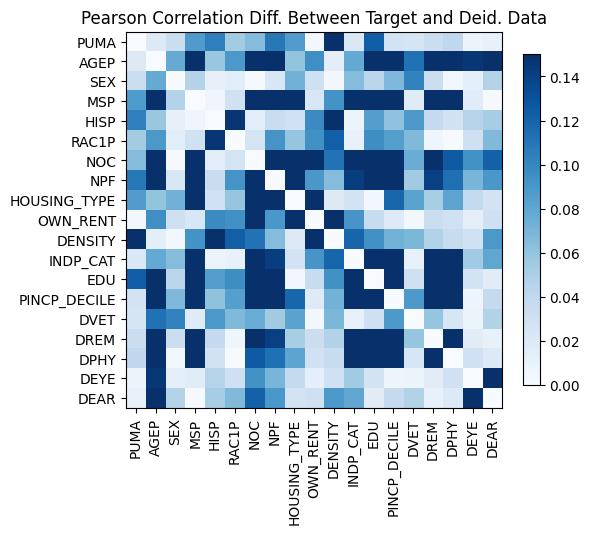 Pearson Correlation Diff. Between Target and Deid. Data
PUMA
AGEP
SEX
MSP
HISP
RAC1P
NOC
NPF
HOUSING_TYPE
OWN_RENT
DENSITY
INDP_CAT
EDU
PINCP_DECILE
DVET
DREM
DPHY
DEYE
DEAR
PUMA
AGEP
SEX
MSP
HISP
RAC1P
NOC
NPF
HOUSING_TYPE
OWN_RENT
DENSITY
INDP_CAT
EDU
PINCP_DECILE
DVET
DREM
DPHY
DEYE
DEAR
0.14
0.12
0.10
0.08
0.06
0.04
0.02
0.00